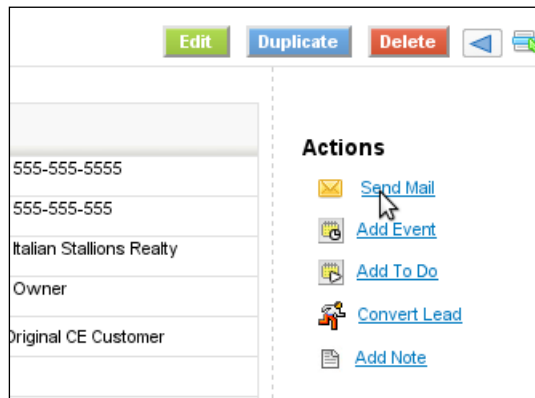 Edit Duplicate Delete
Actions
555-555-5555
Send Mail
555-555-555
Add Event
Italian Stallions Realty
Add To Do
Owner
Convert Lead
Original CE Customer
Add Note